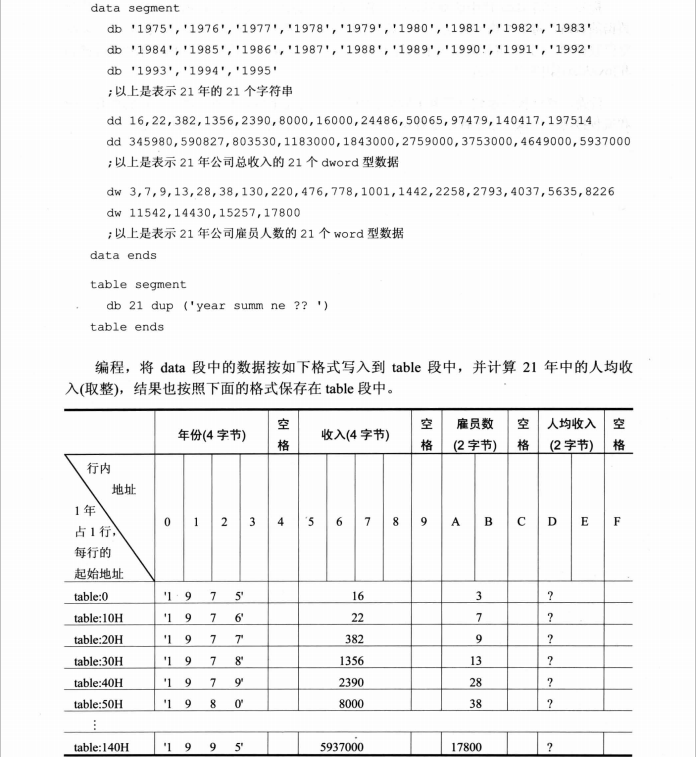 data segment
db '1975','1976','1977','1978','1979','1980','1981','1982','1983'
db '1984','1985','1986','1987','1988','1989','1990','1991','1992'
db '1993','1994','1995'
;以上是表示 21 年的 21 个字符串
dd 16,22,382,1356,2390,8000,16000,24486,50065,97479,140417,197514
dd 345980,590827,803530,1183000,1843000,2759000,3753000,4649000,5937000
;以上是表示 21 年公司总收入的 21 个 dword 型数据
dw 3,7,9,13,28,38,130,220,476,778,1001,1442,2258,2793,4037,5635,8226
dw 11542,14430,15257,17800
;以上是表示 21 年公司雇员人数的 21 个 word 型数据
data ends
table segment
db 21 dup ('year summ ne ?? ')
table ends
编程，将 data 段中的数据按如下格式写入到 table 段中，并计算 21 年中的人均收
入(取整)，结果也按照下面的格式保存在 table 段中。
年份(4 字节) 空格 收入(4 字节) 空格 雇员数(2 字节) 空格 人均收入(2 字节) 空格
行内
地址
1 年
占 1 行，
每行的
起始地址
0 1 2 3 4 5 6 7 8 9 A B C D E F
table:0 '1 9 7 5' 16 3 ?
table:10H '1 9 7 6' 22 7 ?
table:20H '1 9 7 7' 382 9 ?
table:30H '1 9 7 8' 1356 13 ?
table:40H '1 9 7 9' 2390 28 ?
table:50H '1 9 8 0' 8000 38 ?
⋮
table:140H '1 9 9 5' 5937000 17800 ?